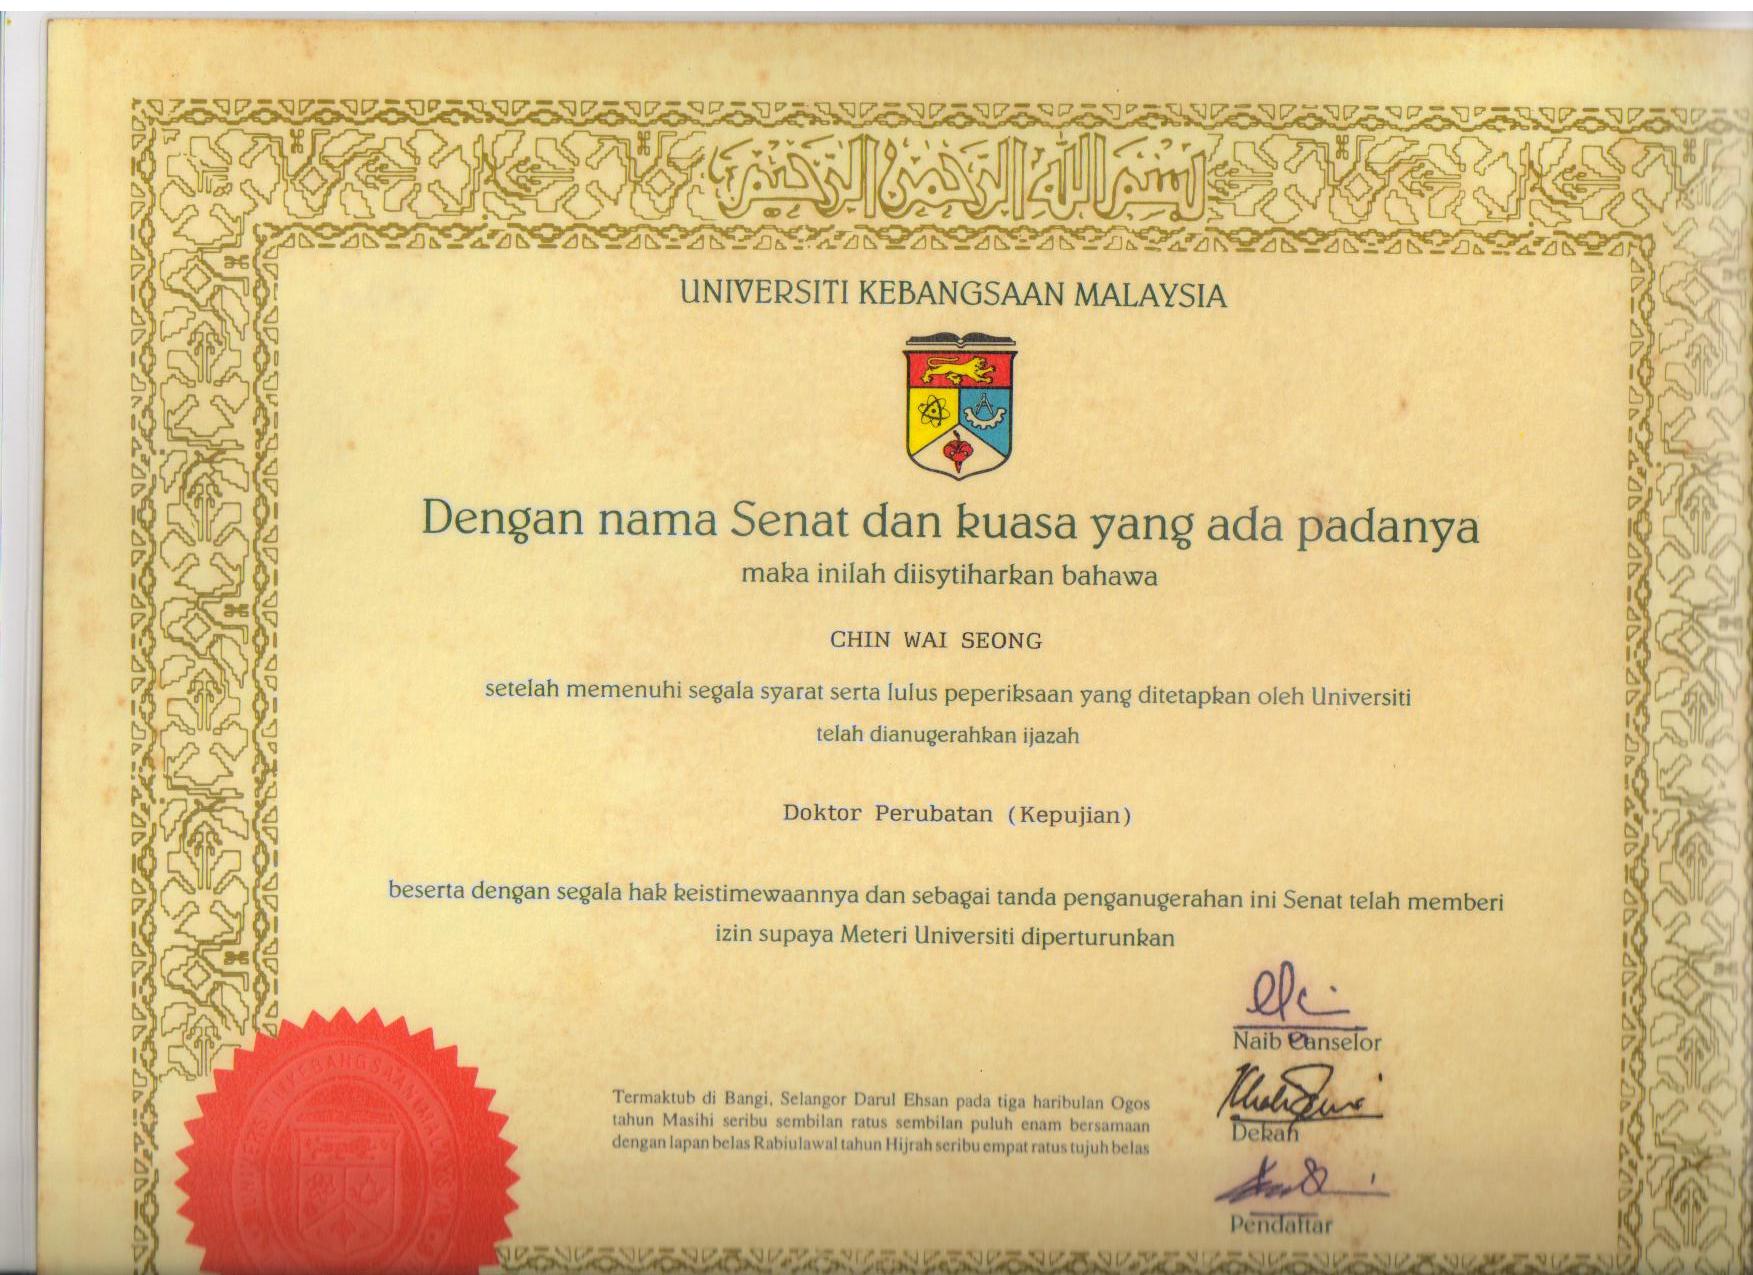 بسم الله الرحمن الرحيم
UNIVERSITI KEBANGSAAN MALAYSIA
Dengan nama Senat dan kuasa yang ada padanya
maka inilah diisytiharkan bahawa
CHIN WAI SEONG
setelah memenuhi segala syarat serta lulus peperiksaan yang ditetapkan oleh Universiti
telah dianugerahkan ijazah
Doktor Perubatan (Kepujian)
beserta dengan segala hak keistimewaannya dan sebagai tanda penganugerahan ini Senat telah memberi
izin supaya Meteri Universiti diperturunkan
Naib Canselor
Dekan
Pendaftar
Termaktub di Bangi, Selangor Darul Ehsan pada tiga haribulan Ogos
tahun Masihi seribu sembilan ratus sembilan puluh enam bersamaan
dengan lapan belas Rabiulawal tahun Hijrah seribu empat ratus tujuh belas
UNIVERSITI KEBANGSAAN MALAYSIA